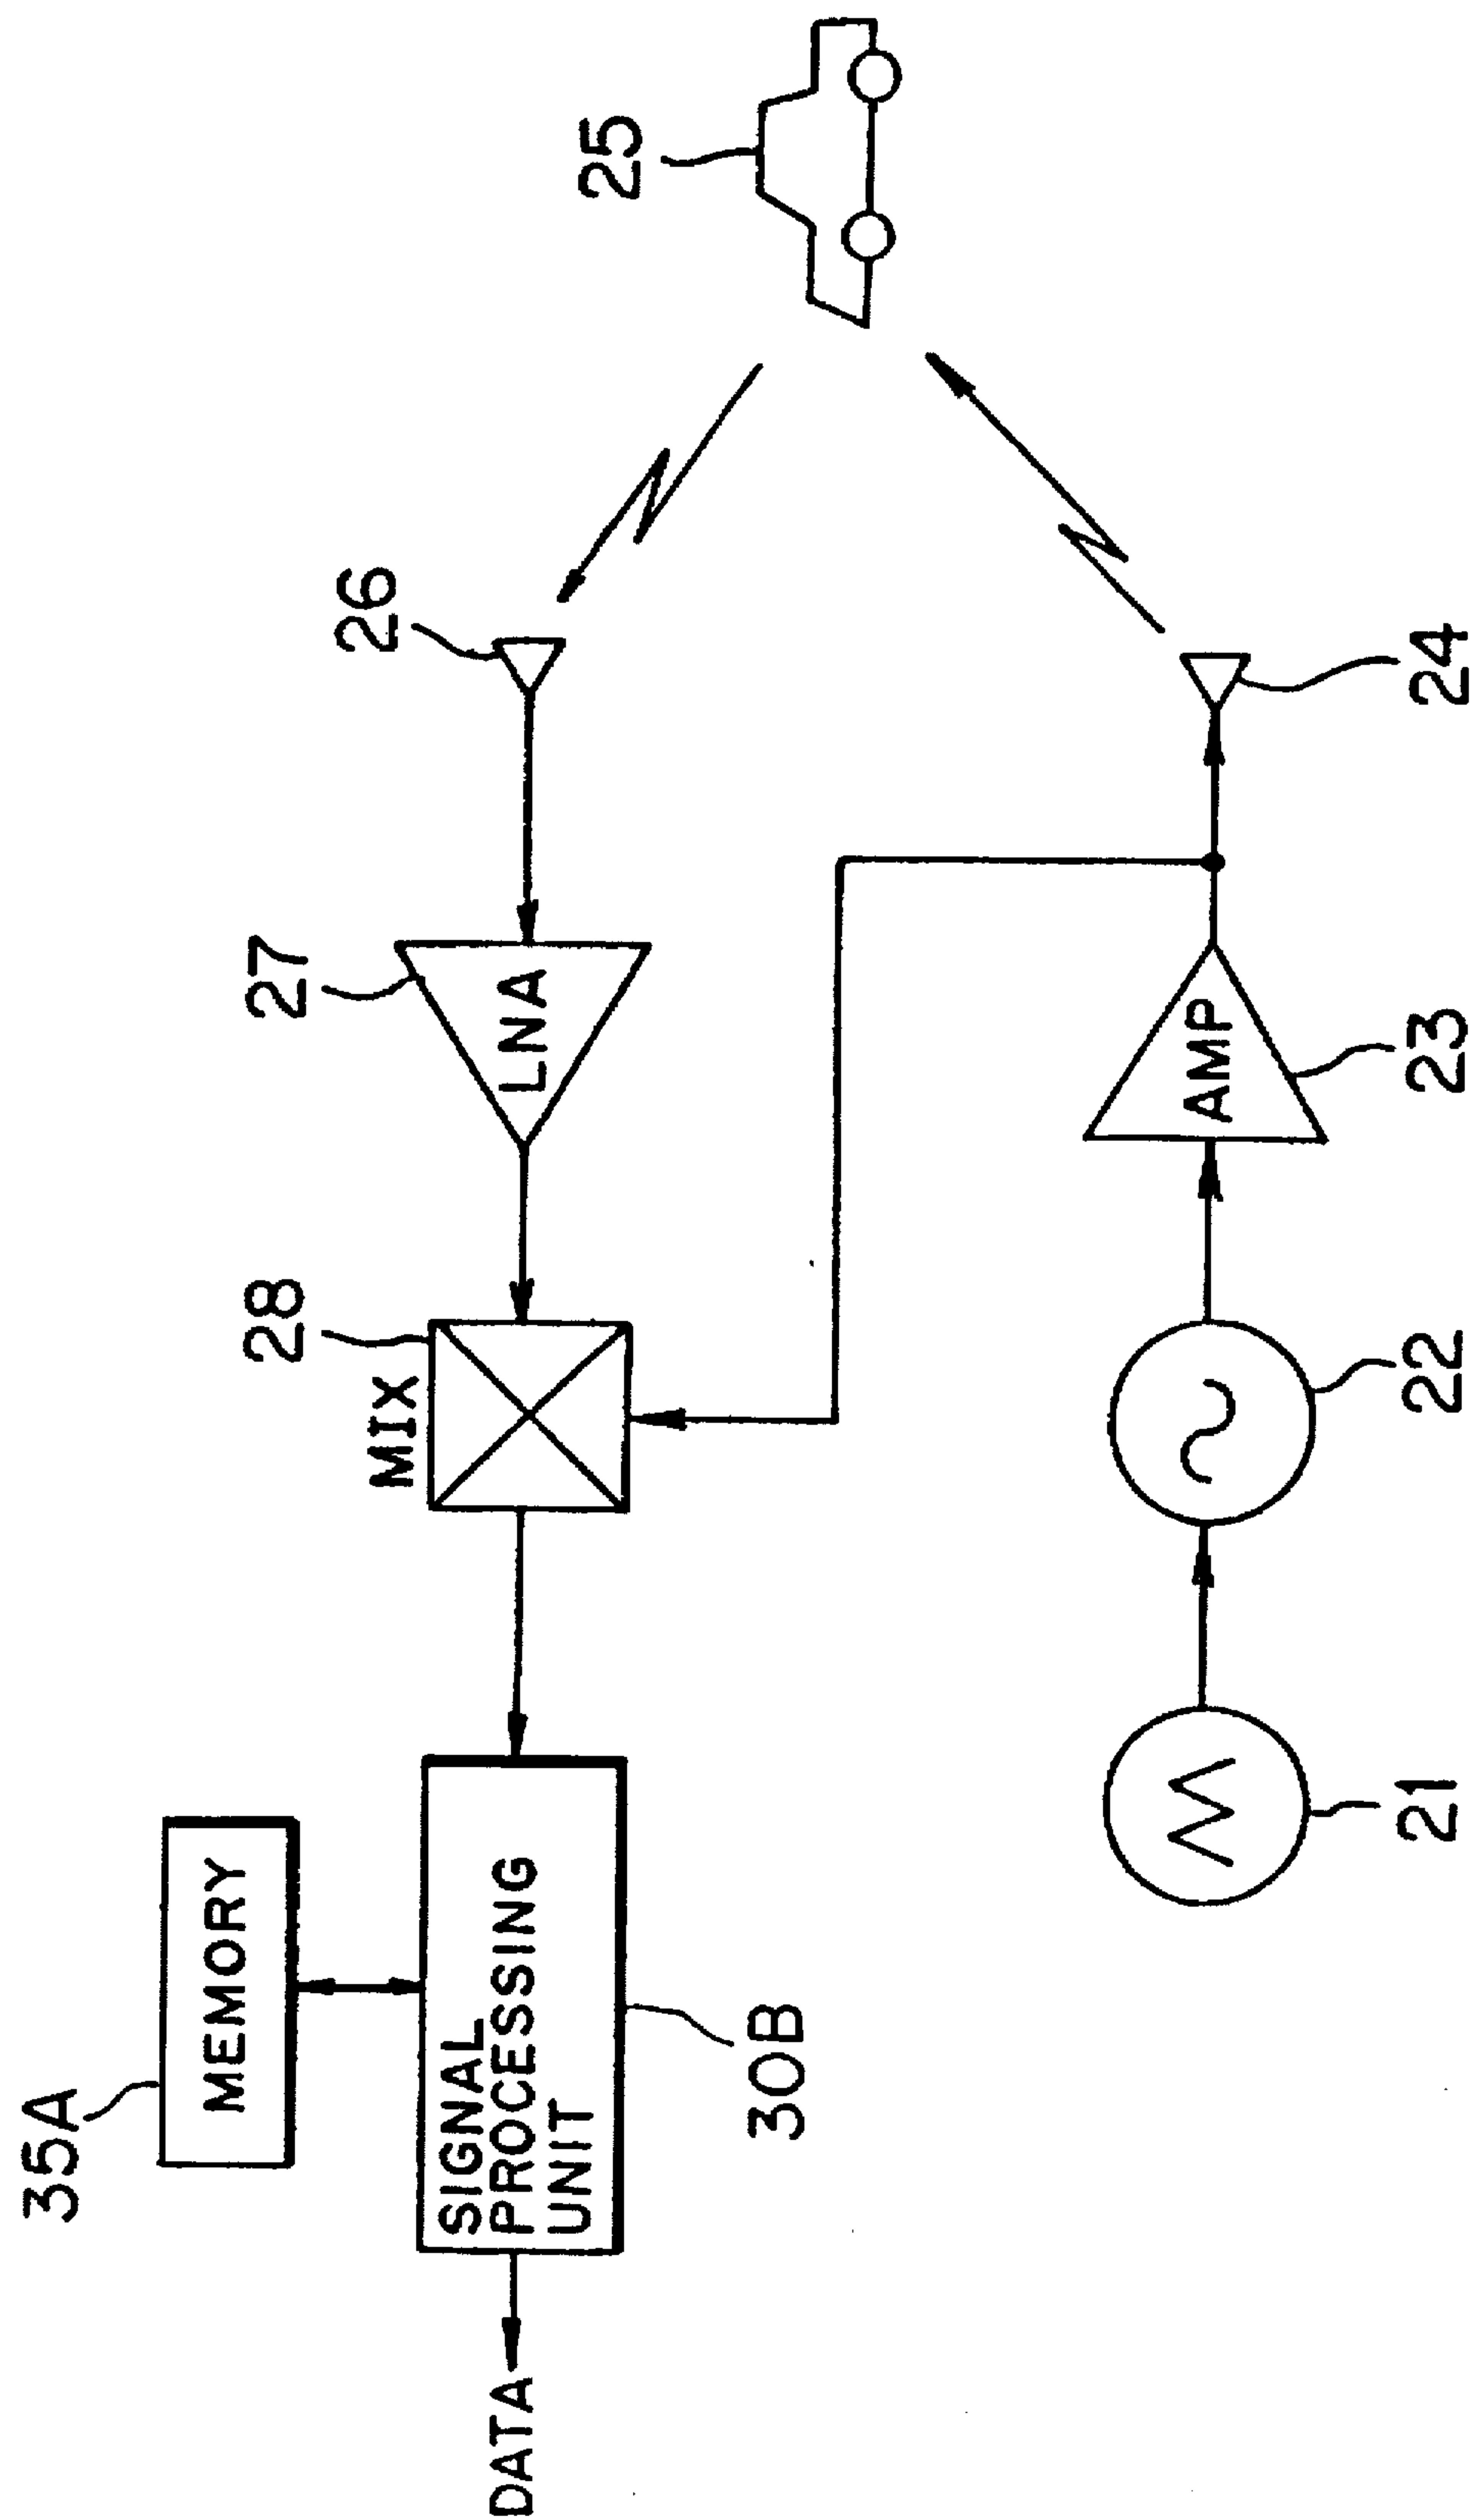 35A
MEMORY
28
27
26
25
MIX
LNA
DATA
SIGNAL
PROCESSING
UNIT
30B
AMP
21
22
23
24